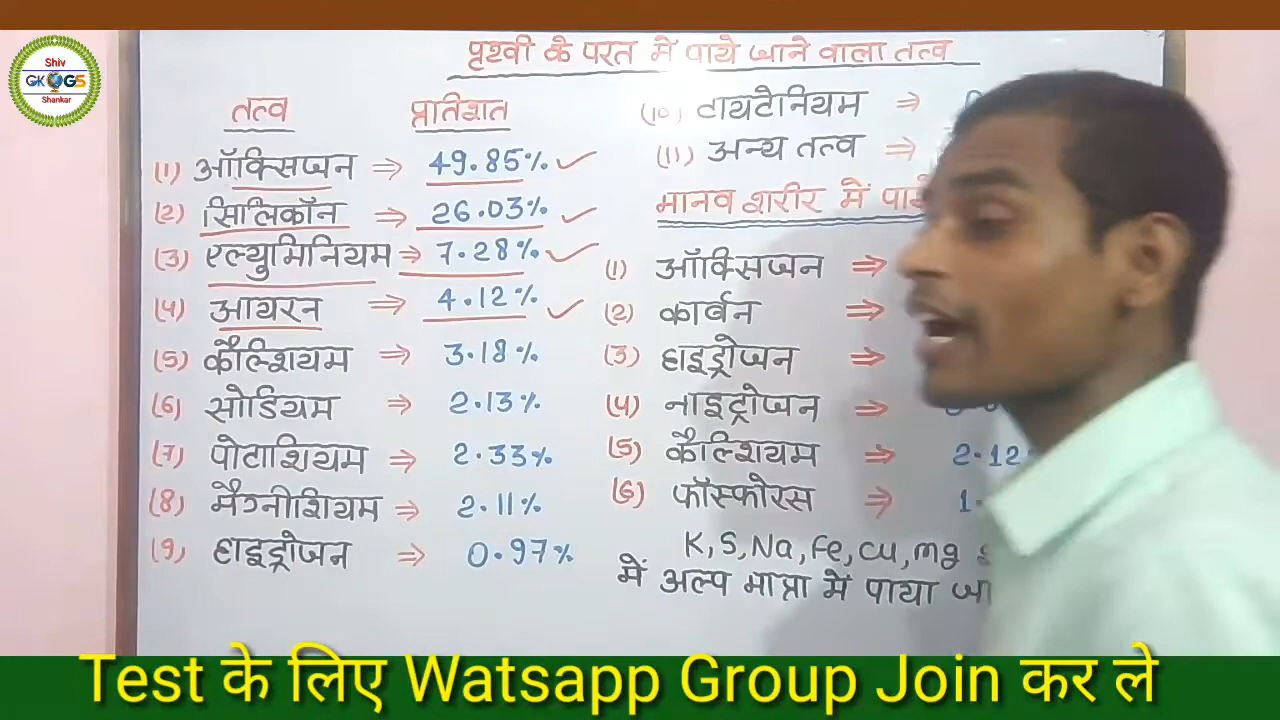 Shiv
GK GS
Shankar
पृथ्वी के परत में पाये जाने वाला तत्व
तत्व प्रतिशत
(1) ऑक्सिजन ⇒ 49.85% ✓
(2) सिलिकॉन ⇒ 26.03% ✓
(3) एल्युमिनियम ⇒ 7.28% ✓
(4) आयरन ⇒ 4.12% ✓
(5) कैल्शियम ⇒ 3.18%
(6) सोडियम ⇒ 2.13%
(7) पोटाशियम ⇒ 2.33%
(8) मैग्नीशियम ⇒ 2.11%
(9) हाइड्रोजन ⇒ 0.97%
(10) टायटेनियम ⇒
(11) अन्य तत्व ⇒
मानव शरीर में
(1) ऑक्सिजन ⇒
(2) कार्वन ⇒
(3) हाइड्रोजन ⇒
(4) नाइट्रोजन ⇒
(5) कैल्शियम ⇒ 2.12
(6) फॉस्फोरस ⇒ 1.
K, S, Na, Fe, Cu, mg
में अल्प मात्रा में पाया
Test के लिए Watsapp Group Join कर ले